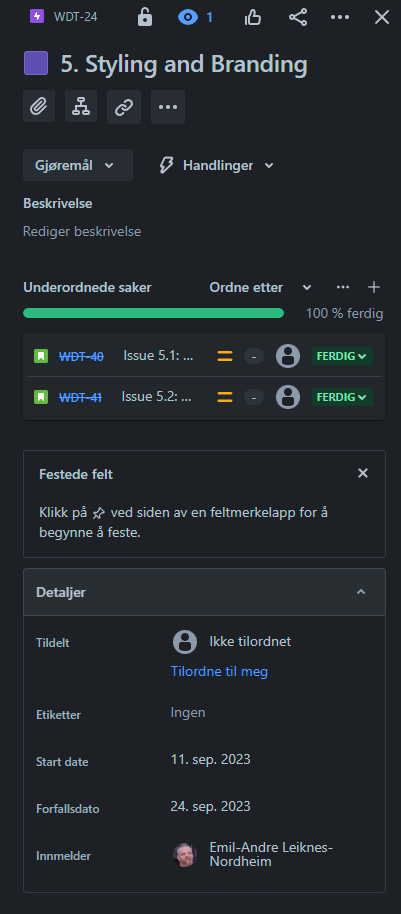 WDT-24
1
5. Styling and Branding
Gjøremål
Handlinger
Beskrivelse
Rediger beskrivelse
Underordnede saker
Ordne etter
100 % ferdig
WDT-40 Issue 5.1: ... - FERDIG
WDT-41 Issue 5.2: ... - FERDIG
Festede felt
Klikk på ved siden av en feltmerkelapp for å
begynne å feste.
Detaljer
Tildelt
Ikke tilordnet
Tilordne til meg
Etiketter
Ingen
Start date
11. sep. 2023
Forfallsdato
24. sep. 2023
Innmelder
Emil-Andre Leiknes-
Nordheim